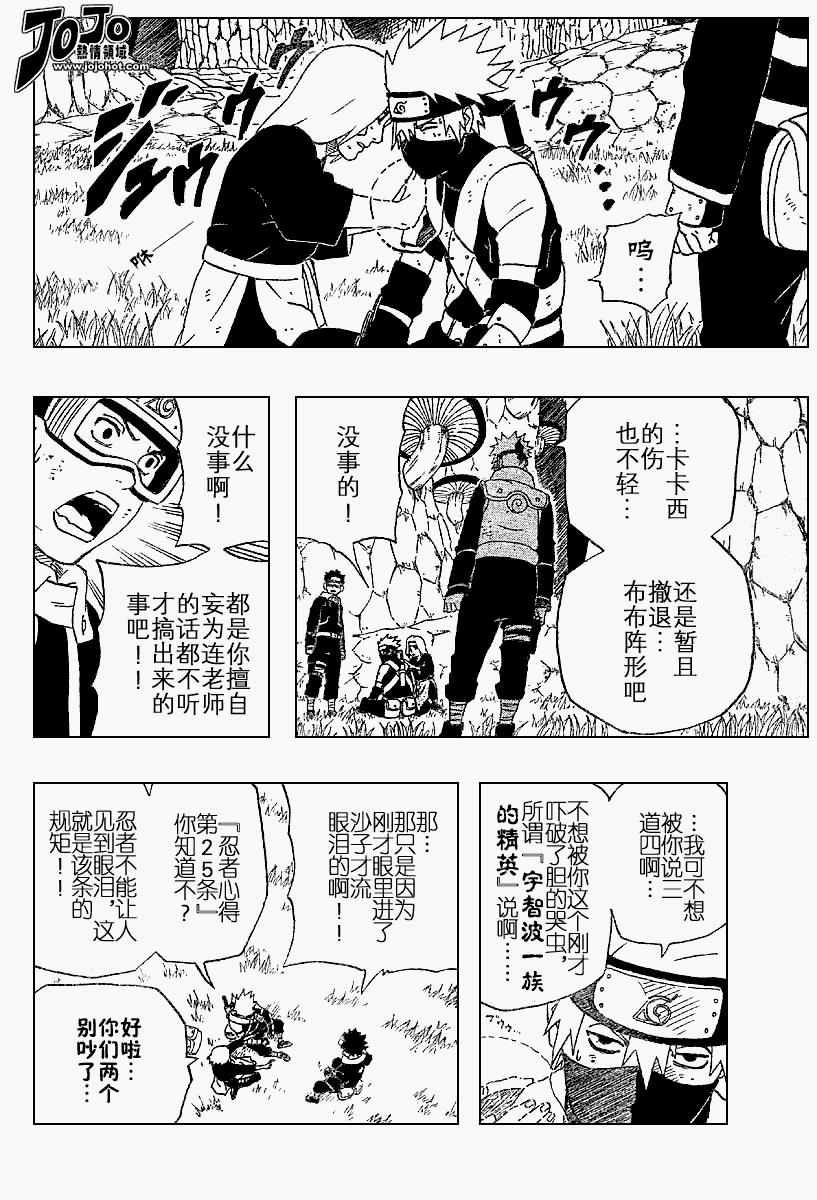 JOJO
熱情領域
www.jojohot.com
ジジュウウウウ…
咻
呜…
…卡卡西
的伤
也不轻…
还是暂且
撤退…
布布阵形吧
没事的！
什么
没事啊！
都是你擅自
妄为连老师
的话都不听
才搞出来的
事吧！！
…我可不想
被你说三
道四啊…
不想被你这个刚才
吓破了胆的哭虫，
所谓『宇智波一族
的精英』说啊……
ブウゥ…
那…
那只是因为
刚才眼里进了
沙子才流
眼泪的啊！！
『忍者心得
第25条』
你知道不？
忍者不能让人
见到眼泪，这
就是该条的
规矩！！
好啦…
你们两个
别吵了…